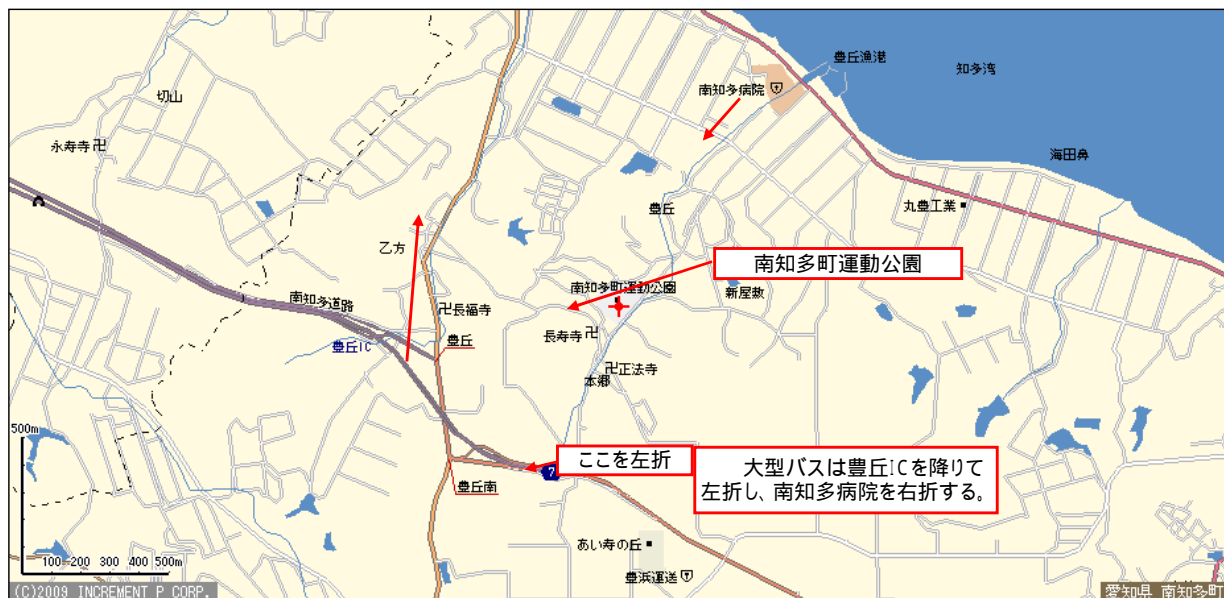 豊丘漁港
知多湾
南知多病院
切山
永寿寺
海田鼻
丸豊工業
豊丘
乙方
南知多町運動公園
南知多町運動公園
新屋敷
南知多道路
長福寺
豊丘IC
豊丘
長寿寺
正法寺
本郷
500m
ここを左折
大型バスは豊丘ICを降りて
左折し、南知多病院を右折する。
7
豊丘南
あい寿の丘
豊浜運送
100 200 300 400 500m
(C)2009 INCREMENT P CORP.
愛知県 南知多町